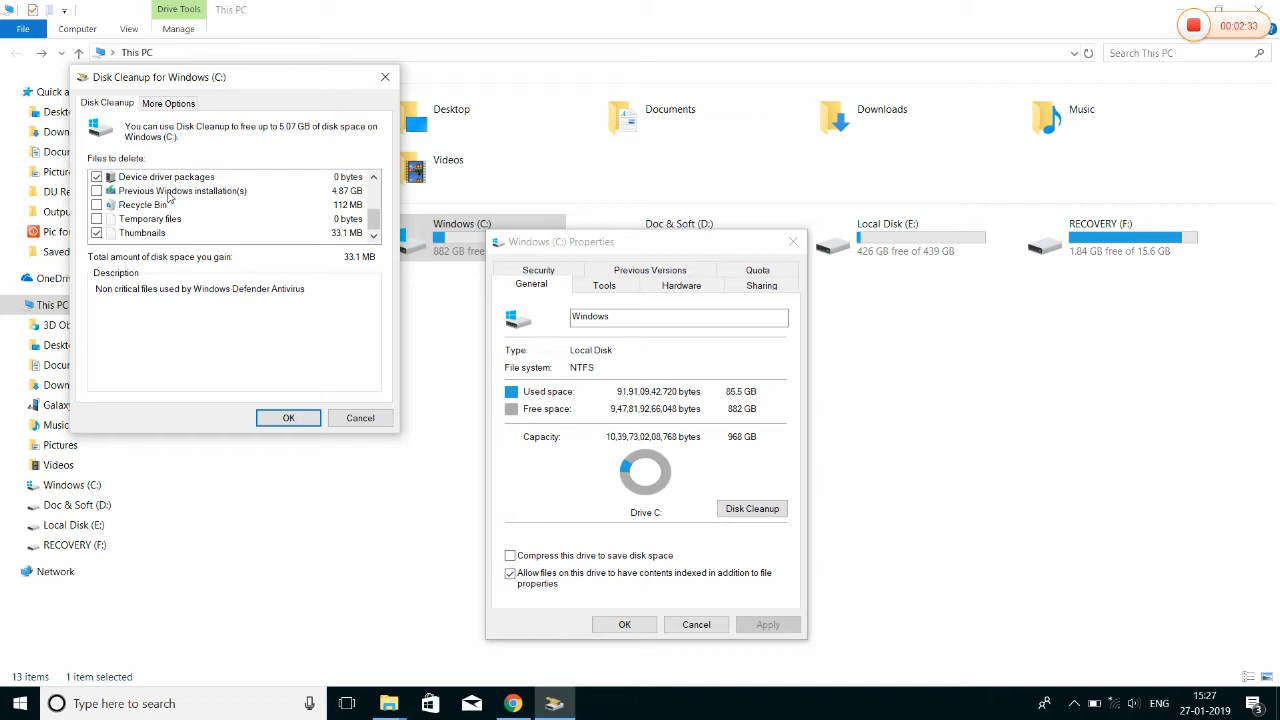 Drive Tools
This PC
00:02:33
File
Computer
View
Manage
This PC
Search This PC
Disk Cleanup for Windows (C:)
Disk Cleanup
More Options
You can use Disk Cleanup to free up to 5.07 GB of disk space on
Windows (C:).
Files to delete:
Device driver packages 0 bytes
Previous Windows installation(s) 4.87 GB
Recycle Bin 112 MB
Temporary files 0 bytes
Thumbnails 33.1 MB
Total amount of disk space you gain: 33.1 MB
Description
Non critical files used by Windows Defender Antivirus
OK
Cancel
Quick a
Deskt
Down
Docum
Picture
DU Re
Outpu
Pic for
Saved
OneDri
This PC
3D Ob
Deskt
Docum
Down
Galaxy
Music
Pictures
Videos
Windows (C:)
Doc & Soft (D:)
Local Disk (E:)
RECOVERY (F:)
Network
Desktop
Documents
Downloads
Music
Videos
Windows (C:)
882 GB free
Doc & Soft (D:)
Local Disk (E:)
426 GB free of 439 GB
RECOVERY (F:)
1.84 GB free of 15.6 GB
Windows (C:) Properties
Security
Previous Versions
Quota
General
Tools
Hardware
Sharing
Windows
Type: Local Disk
File system: NTFS
Used space: 91,91,09,42,720 bytes 85.5 GB
Free space: 9,47,81,92,66,048 bytes 882 GB
Capacity: 10,39,73,02,08,768 bytes 968 GB
Drive C:
Disk Cleanup
Compress this drive to save disk space
Allow files on this drive to have contents indexed in addition to file
properties
OK
Cancel
Apply
13 items
1 item selected
Type here to search
ENG
15:27
27-01-2019
3